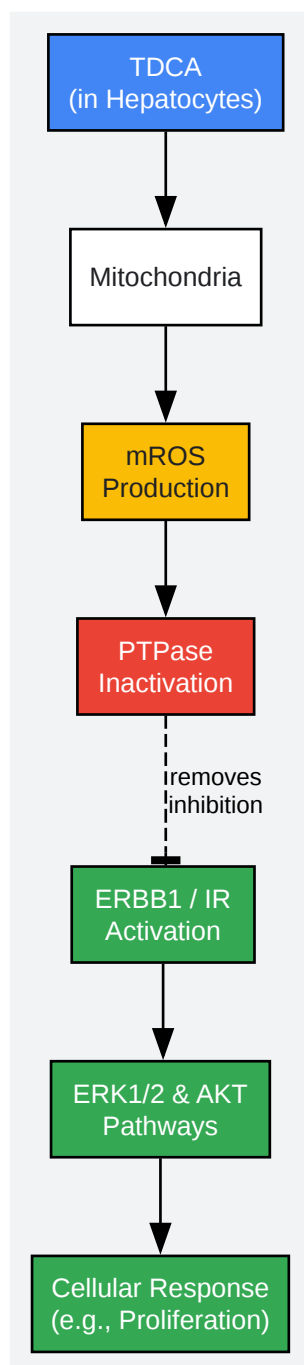 TDCA
(in Hepatocytes)
Mitochondria
mROS
Production
PTPase
Inactivation
removes
inhibition
ERBB1 / IR
Activation
ERK1/2 & AKT
Pathways
Cellular Response
(e.g., Proliferation)